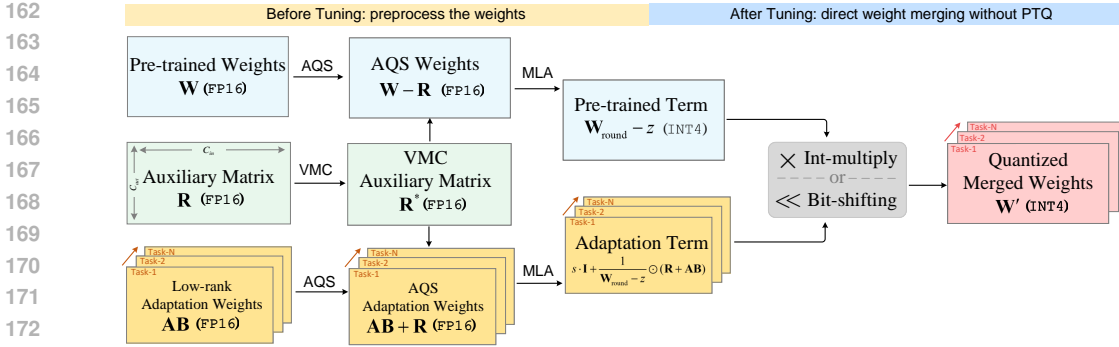 162
163
164
165
166
167
168
169
170
171
172
Before Tuning: preprocess the weights
After Tuning: direct weight merging without PTQ
Pre-trained Weights
W (FP16)
AQS
AQS Weights
W − R (FP16)
MLA
Pre-trained Term
W_round − z (INT4)
C_in
C_out
Auxiliary Matrix
R (FP16)
VMC
VMC
Auxiliary Matrix
R* (FP16)
Task-N
Task-2
Task-1
Low-rank
Adaptation Weights
AB (FP16)
AQS
Task-N
Task-2
Task-1
AQS
Adaptation Weights
AB + R (FP16)
MLA
Task-N
Task-2
Task-1
Adaptation Term
s · I + 1 / (W_round − z) ⊙ (R + AB)
× Int-multiply
or
<< Bit-shifting
Task-N
Task-2
Task-1
Quantized
Merged Weights
W′ (INT4)